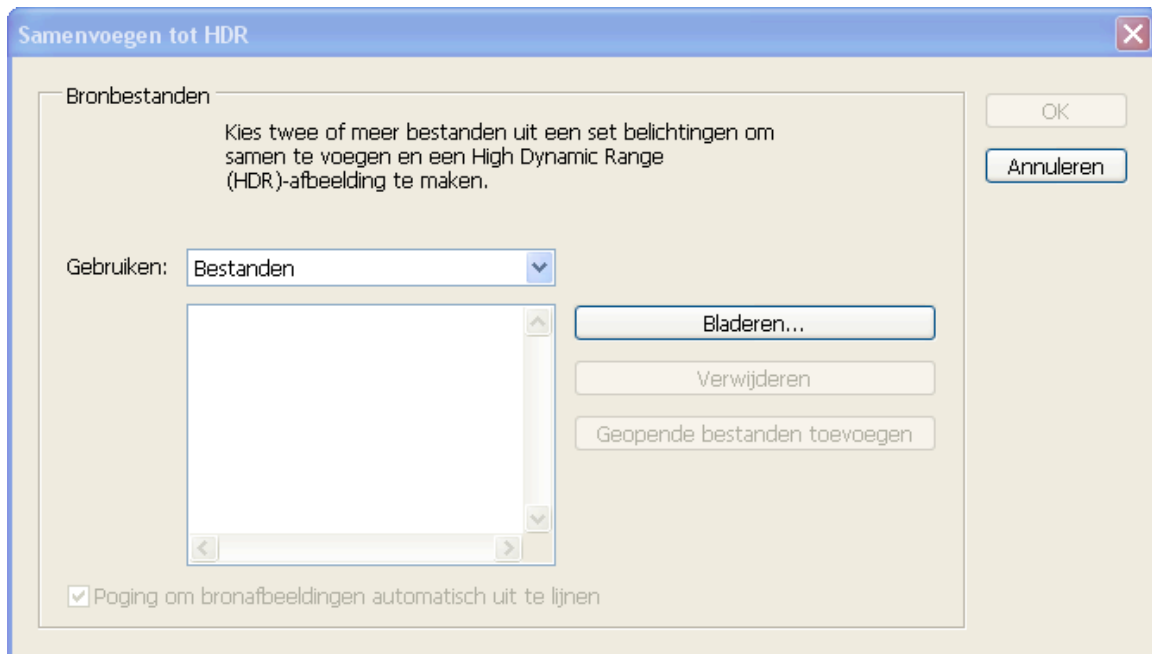 Samenvoegen tot HDR
Bronbestanden
Kies twee of meer bestanden uit een set belichtingen om
samen te voegen en een High Dynamic Range
(HDR)-afbeelding te maken.
OK
Annuleren
Gebruiken: Bestanden
Bladeren...
Verwijderen
Geopende bestanden toevoegen
Poging om bronafbeeldingen automatisch uit te lijnen